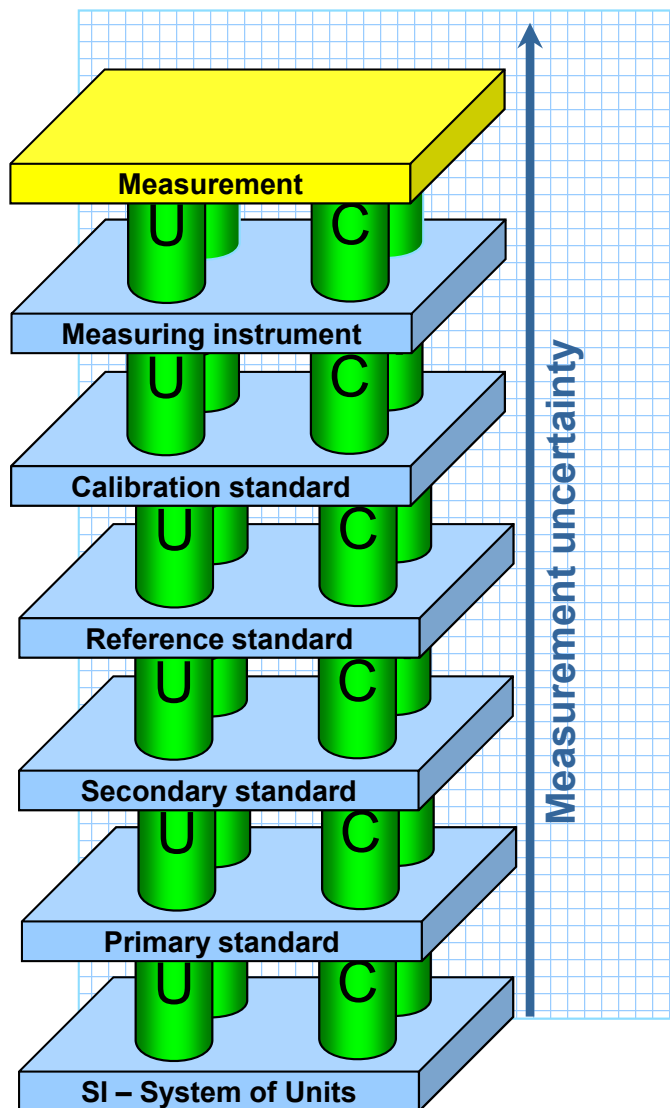 Measurement
U C
Measuring instrument
U C
Calibration standard
U C
Reference standard
U C
Secondary standard
U C
Primary standard
U C
SI – System of Units
Measurement uncertainty